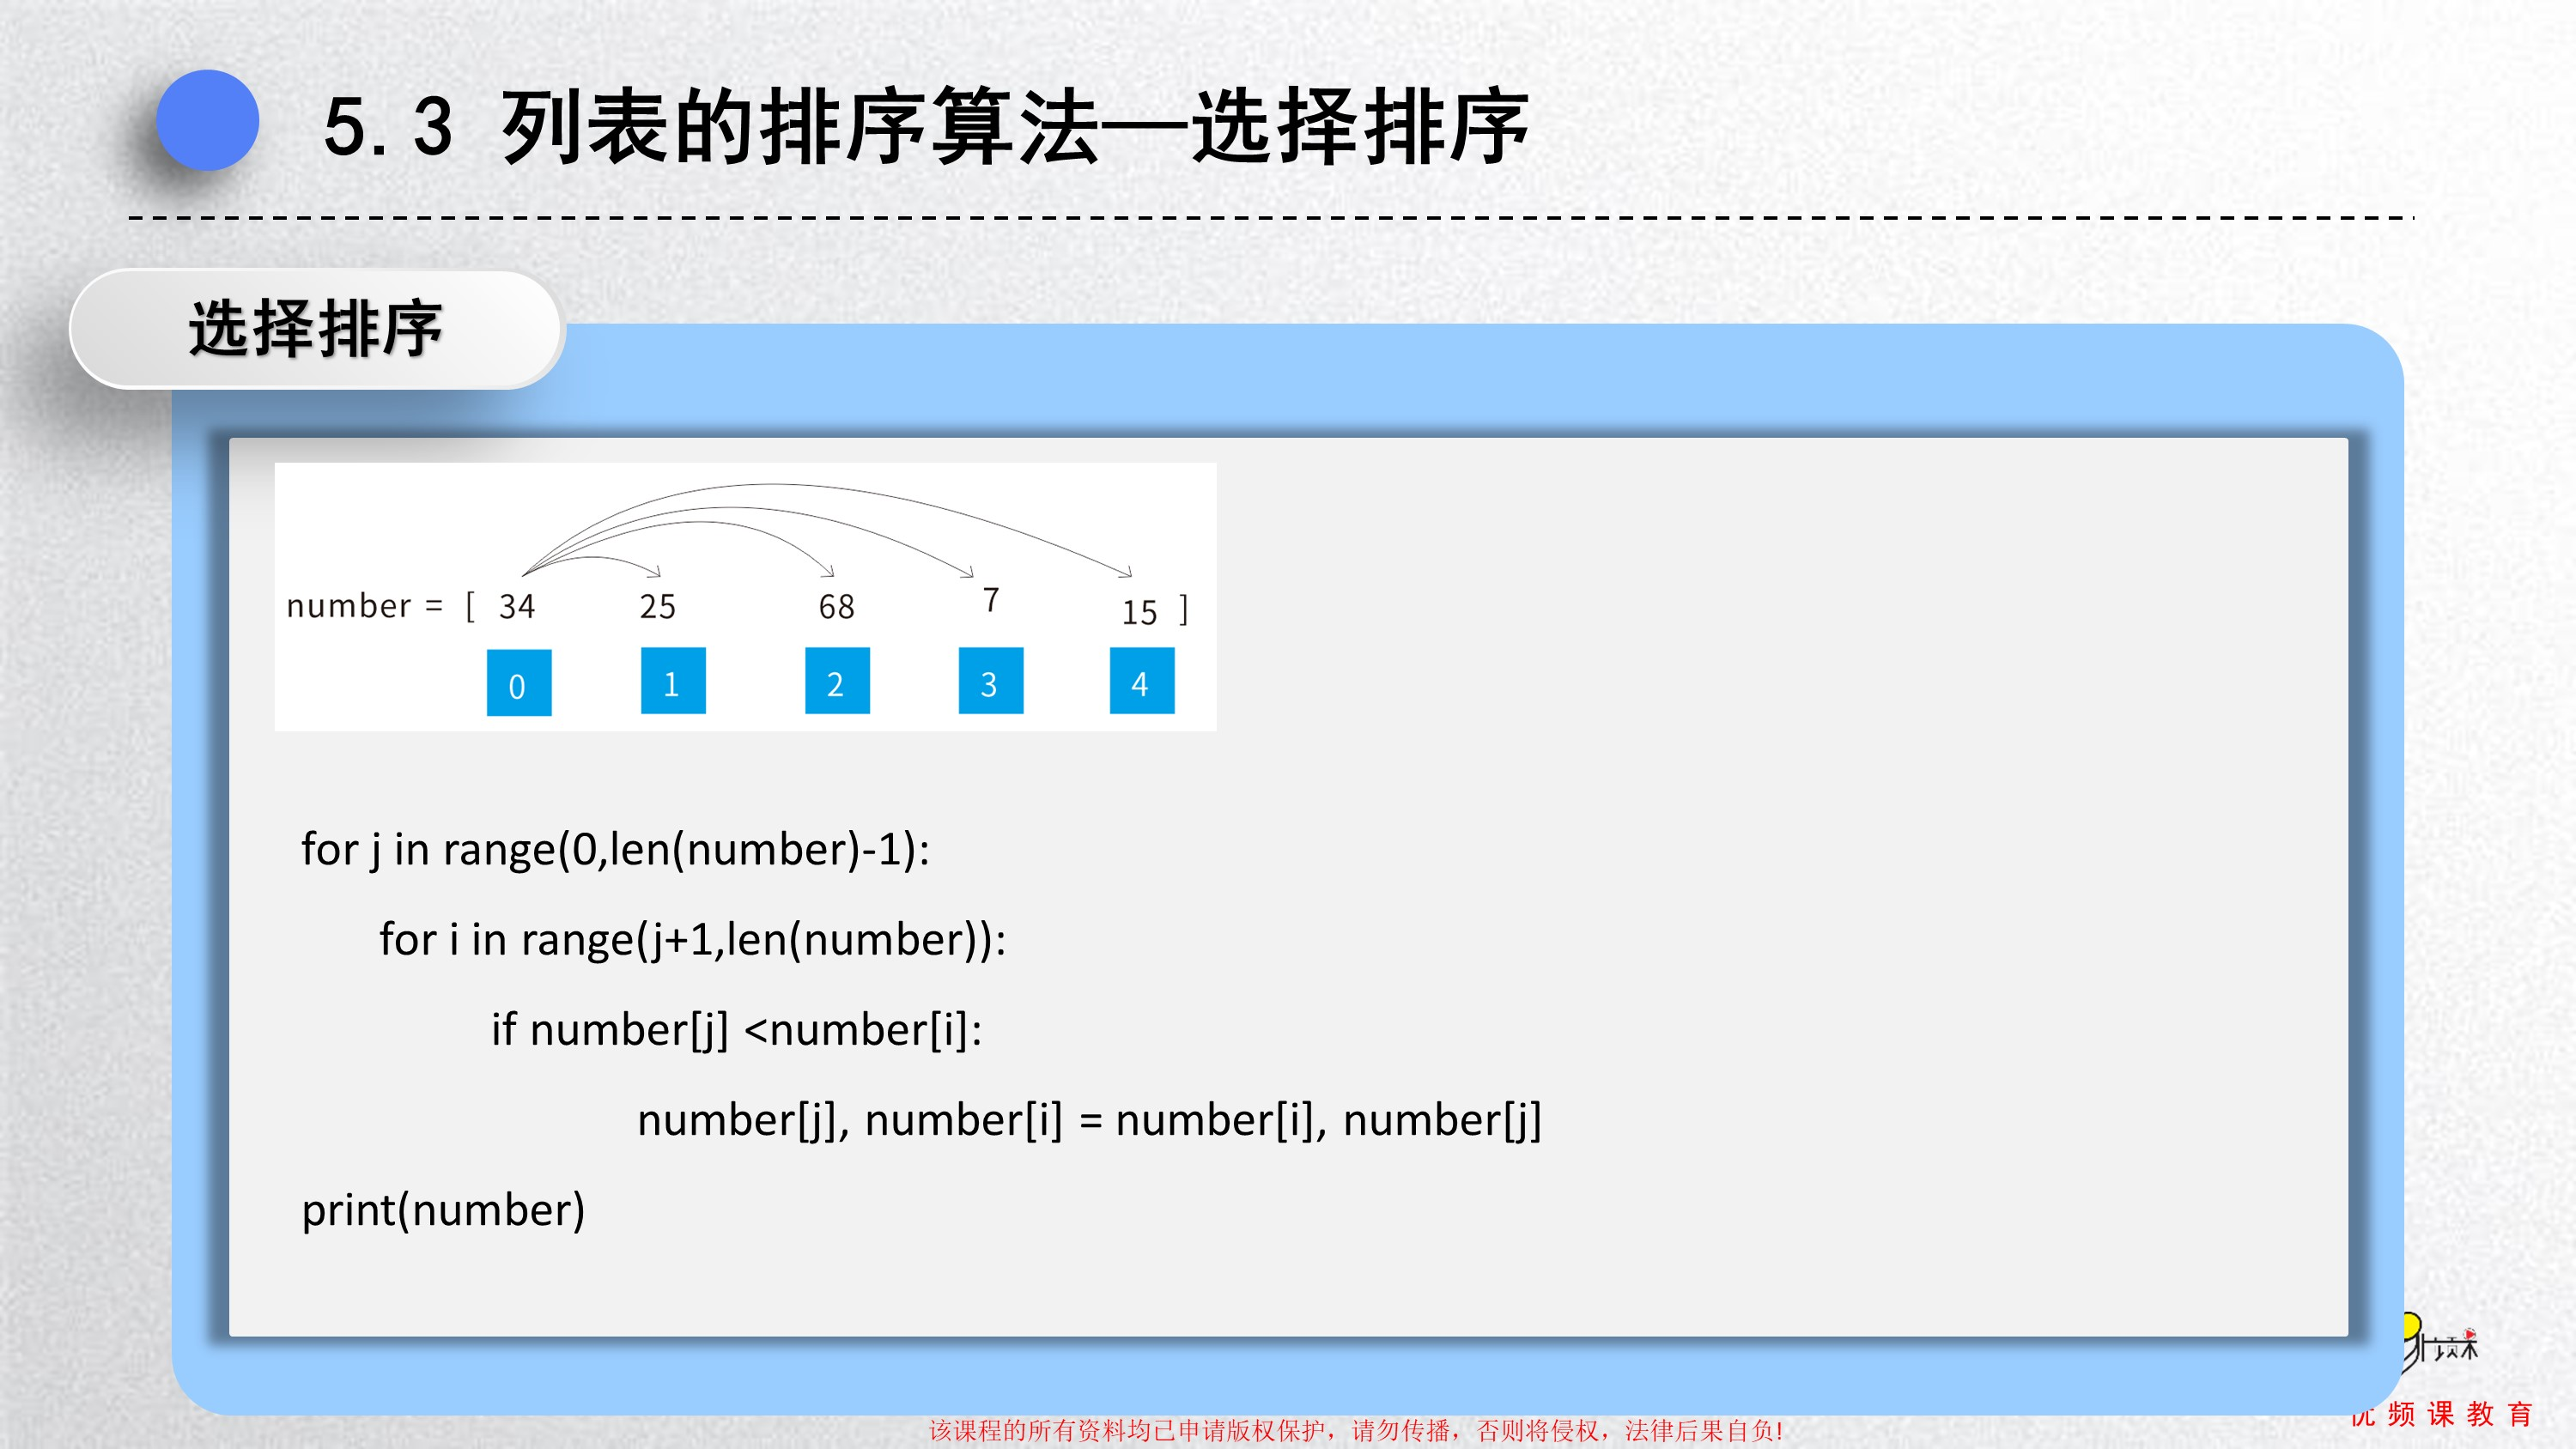 5.3 列表的排序算法—选择排序
选择排序
number = [ 34 25 68 7 15 ]
0 1 2 3 4
for j in range(0,len(number)-1):
for i in range(j+1,len(number)):
if number[j] <number[i]:
number[j], number[i] = number[i], number[j]
print(number)
优频课教育
该课程的所有资料均已申请版权保护，请勿传播，否则将侵权，法律后果自负!